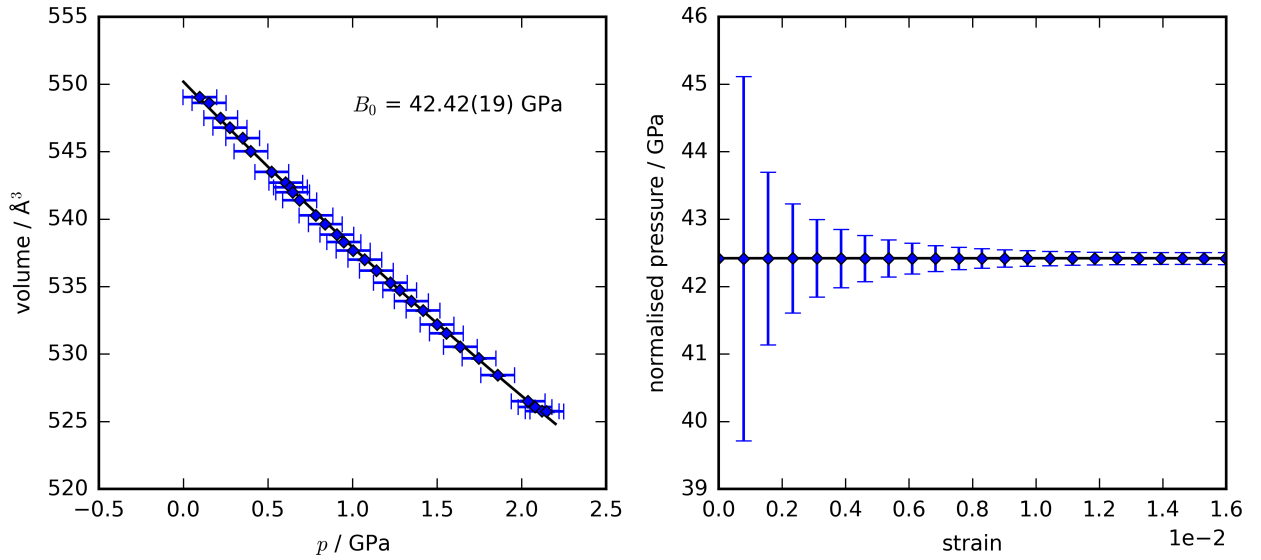 555
550
545
540
535
530
525
520
volume / Å³
B₀ = 42.42(19) GPa
−0.5 0.0 0.5 1.0 1.5 2.0 2.5
p / GPa
46
45
44
43
42
41
40
39
normalised pressure / GPa
0.0 0.2 0.4 0.6 0.8 1.0 1.2 1.4 1.6
1e−2
strain